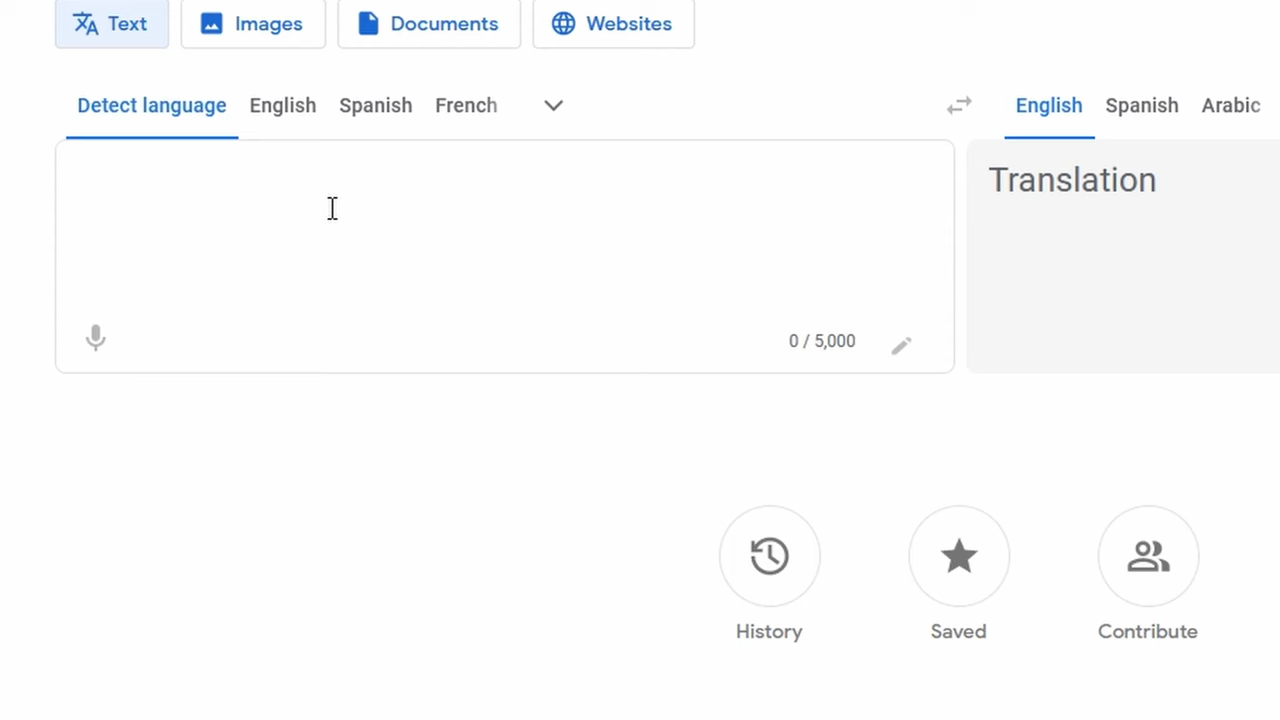 Text Images Documents Websites
Detect language English Spanish French English Spanish Arabic
Translation
0 / 5,000
History Saved Contribute